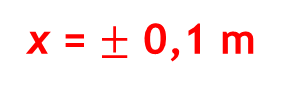 x = ± 0,1 m